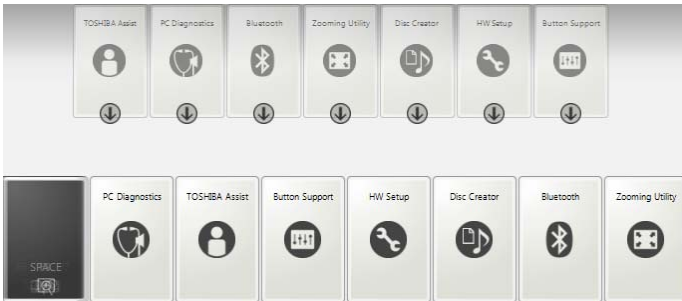 TOSHIBA Assist PC Diagnostics Bluetooth Zooming Utility Disc Creator HW Setup Button Support
PC Diagnostics TOSHIBA Assist Button Support HW Setup Disc Creator Bluetooth Zooming Utility
SPACE